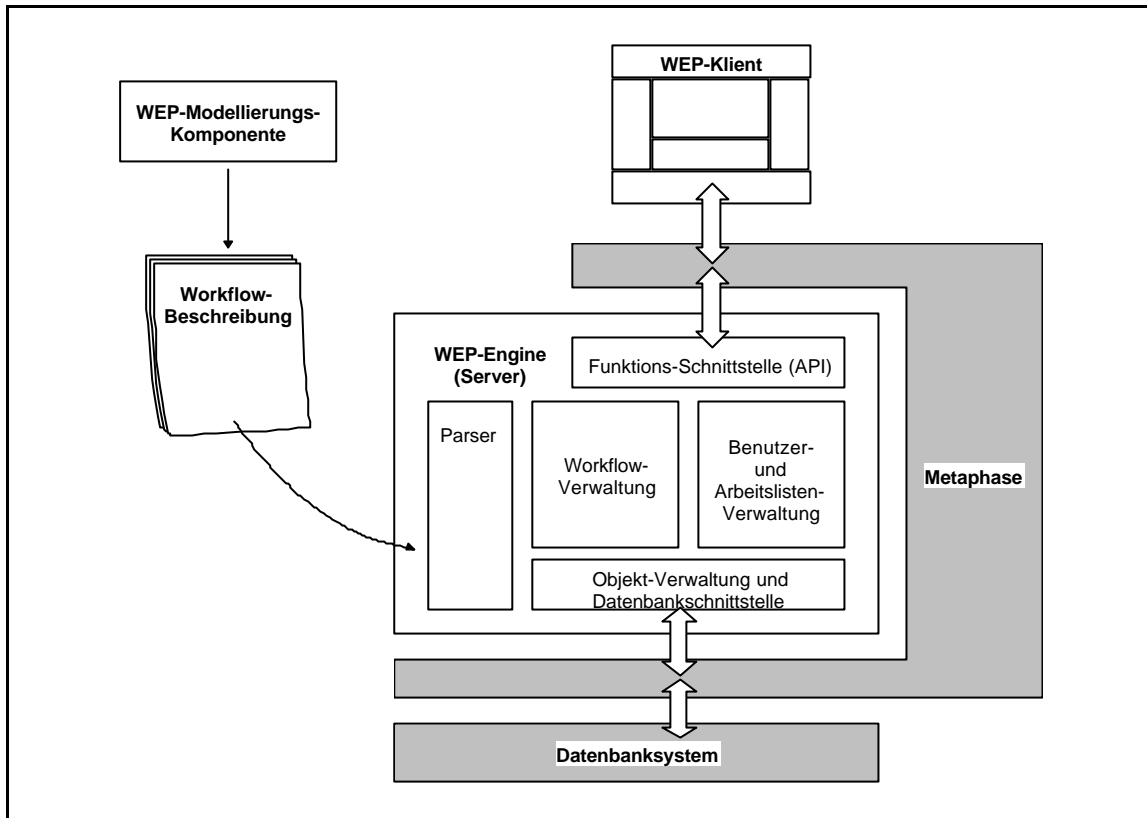 WEP-Klient
WEP-Modellierungs-
Komponente
Workflow-
Beschreibung
WEP-Engine
(Server)
Funktions-Schnittstelle (API)
Parser
Workflow-
Verwaltung
Benutzer-
und
Arbeitslisten-
Verwaltung
Metaphase
Objekt-Verwaltung und
Datenbankschnittstelle
Datenbanksystem